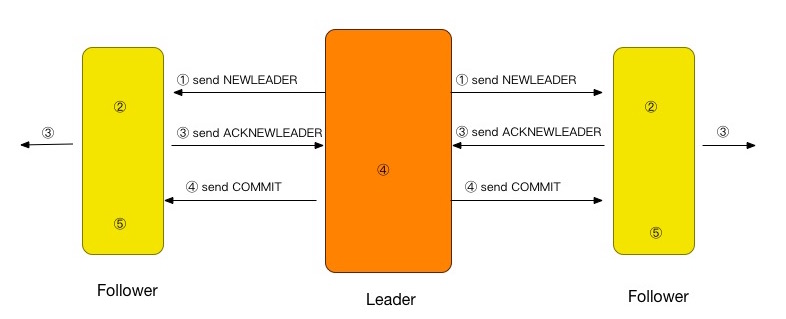 ① send NEWLEADER
① send NEWLEADER
②
②
③
③ send ACKNEWLEADER
③ send ACKNEWLEADER
③
④
④ send COMMIT
④ send COMMIT
⑤
⑤
Follower
Leader
Follower